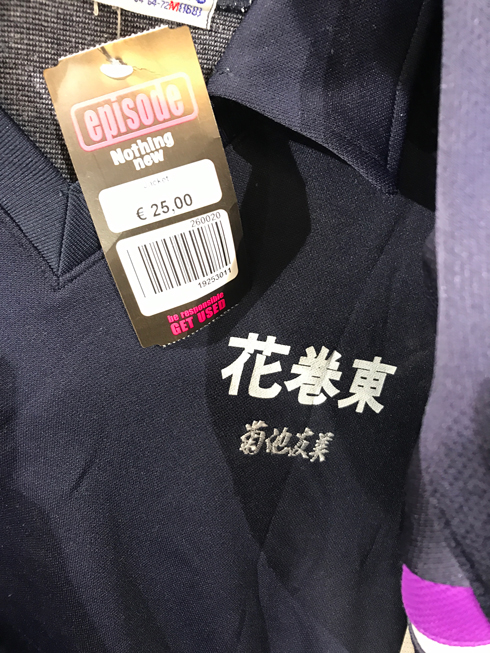 episode
Nothing
new
€ 25,00
260020
19253011
be responsible
GET USED
花巻東
菊池友美